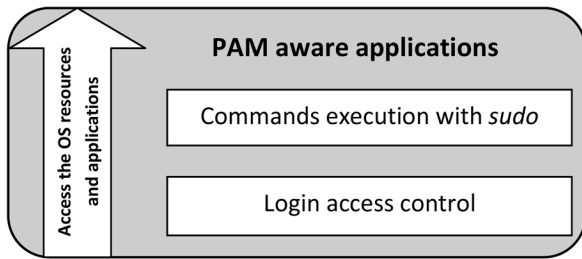 PAM aware applications
Access the OS resources
and applications
Commands execution with sudo
Login access control